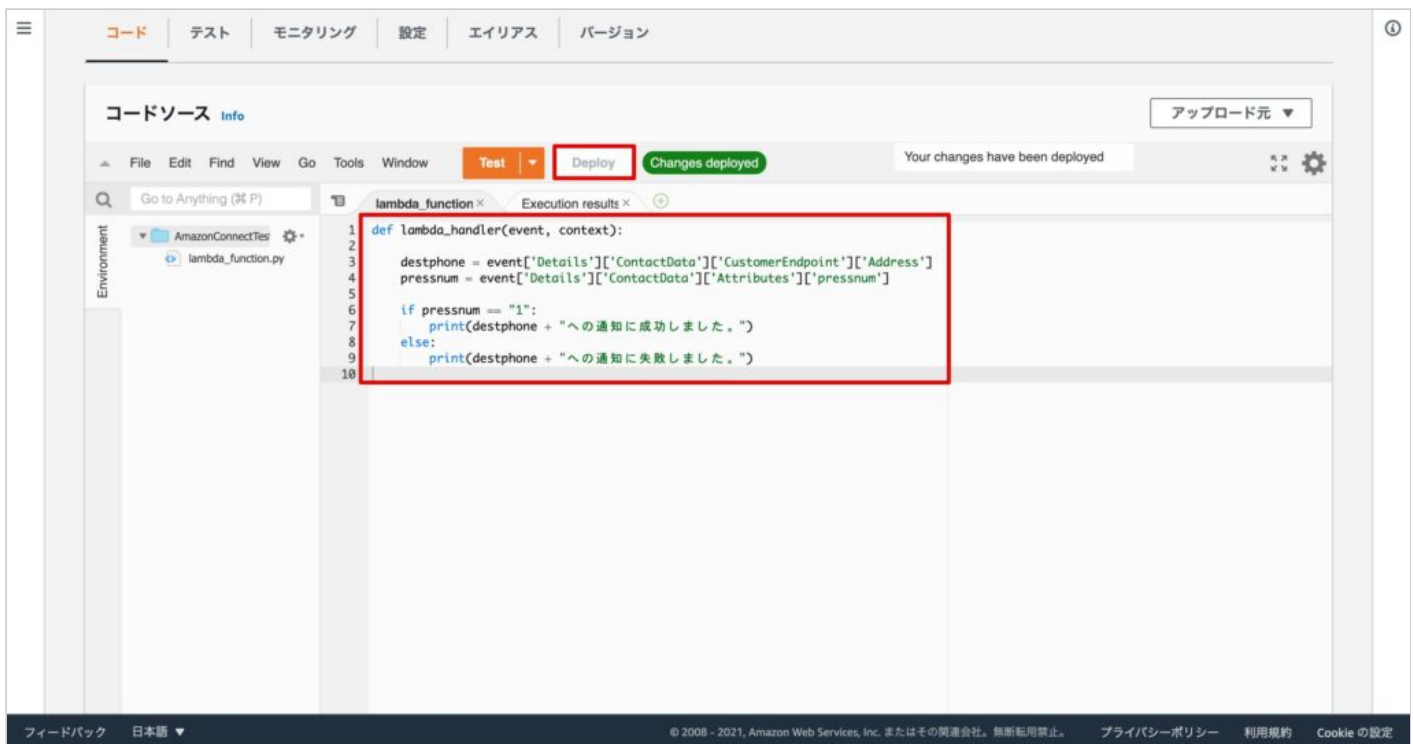 コード テスト モニタリング 設定 エイリアス バージョン
コードソース Info アップロード元 ▼
File Edit Find View Go Tools Window Test Deploy Changes deployed Your changes have been deployed
Go to Anything (⌘ P) lambda_function × Execution results ×
Environment
AmazonConnectTes
lambda_function.py
1 def lambda_handler(event, context):
2
3     destphone = event['Details']['ContactData']['CustomerEndpoint']['Address']
4     pressnum = event['Details']['ContactData']['Attributes']['pressnum']
5
6     if pressnum == "1":
7         print(destphone + "への通知に成功しました。")
8     else:
9         print(destphone + "への通知に失敗しました。")
10
フィードバック 日本語 ▼ © 2008 - 2021, Amazon Web Services, Inc. またはその関連会社。無断転用禁止。 プライバシーポリシー 利用規約 Cookie の設定